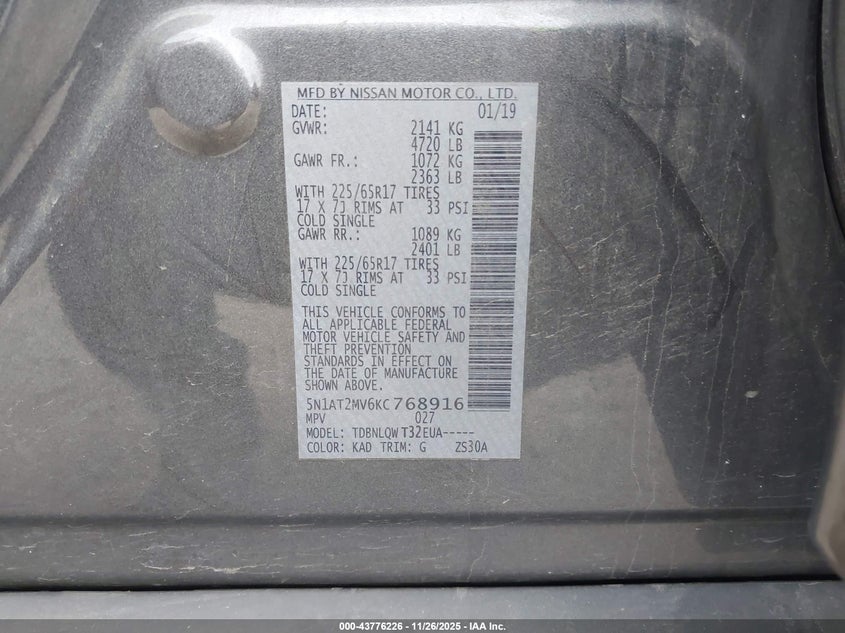 MFD BY NISSAN MOTOR CO., LTD.
DATE: 01/19
GVWR: 2141 KG
4720 LB
GAWR FR.: 1072 KG
2363 LB
WITH 225/65R17 TIRES
17 X 7J RIMS AT 33 PSI
COLD SINGLE
GAWR RR.: 1089 KG
2401 LB
WITH 225/65R17 TIRES
17 X 7J RIMS AT 33 PSI
COLD SINGLE
THIS VEHICLE CONFORMS TO
ALL APPLICABLE FEDERAL
MOTOR VEHICLE SAFETY AND
THEFT PREVENTION
STANDARDS IN EFFECT ON
THE DATE OF MANUFACTURE
SHOWN ABOVE.
5N1AT2MV6KC768916
MPV 027
MODEL: TDBNLQW T32EUA-----
COLOR: KAD TRIM: G ZS30A
000-43776226 - 11/26/2025 - IAA Inc.